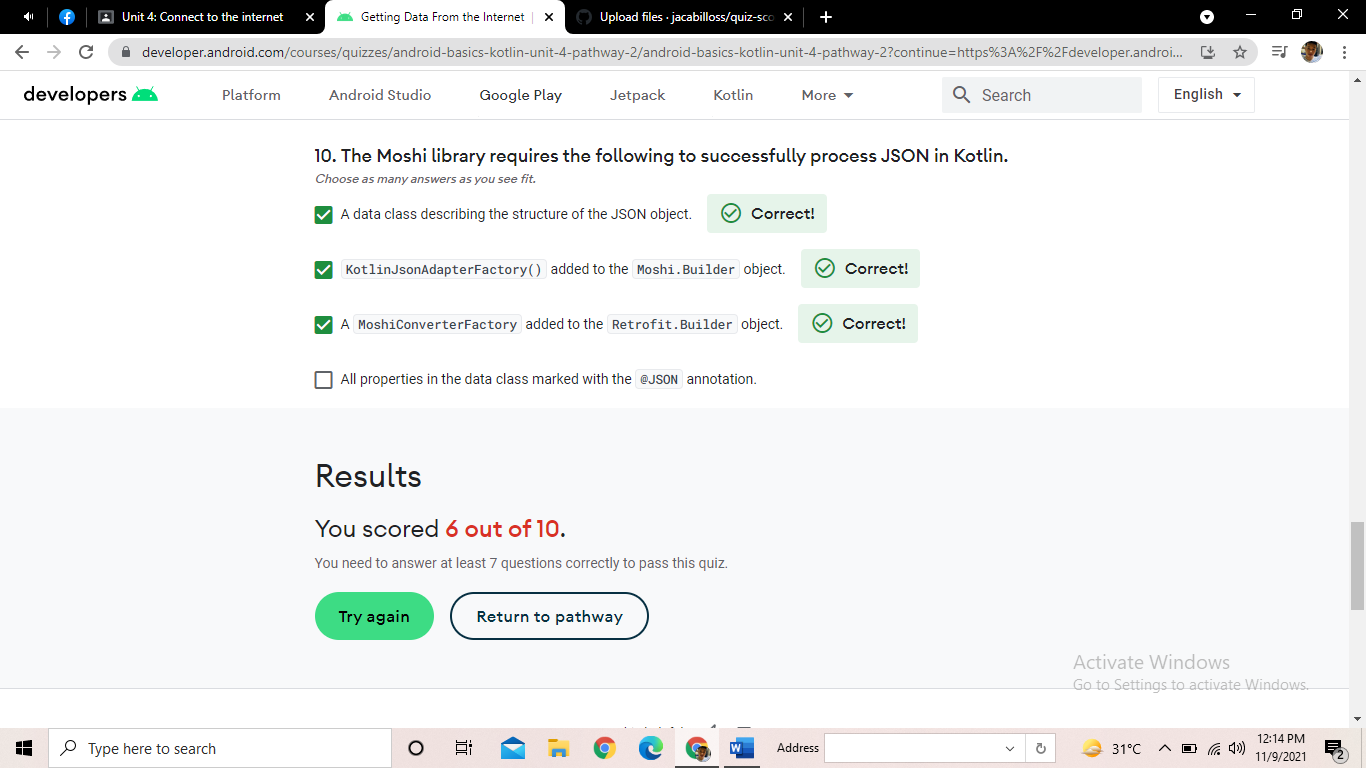 Unit 4: Connect to the internet
Getting Data From the Internet
Upload files · jacabilloss/quiz-sco
developer.android.com/courses/quizzes/android-basics-kotlin-unit-4-pathway-2/android-basics-kotlin-unit-4-pathway-2?continue=https%3A%2F%2Fdeveloper.androi...
developers Platform Android Studio Google Play Jetpack Kotlin More Search English
10. The Moshi library requires the following to successfully process JSON in Kotlin.
Choose as many answers as you see fit.
A data class describing the structure of the JSON object. Correct!
KotlinJsonAdapterFactory() added to the Moshi.Builder object. Correct!
A MoshiConverterFactory added to the Retrofit.Builder object. Correct!
All properties in the data class marked with the @JSON annotation.
Results
You scored 6 out of 10.
You need to answer at least 7 questions correctly to pass this quiz.
Try again Return to pathway
Activate Windows
Go to Settings to activate Windows.
Type here to search Address 31°C 12:14 PM
11/9/2021 2